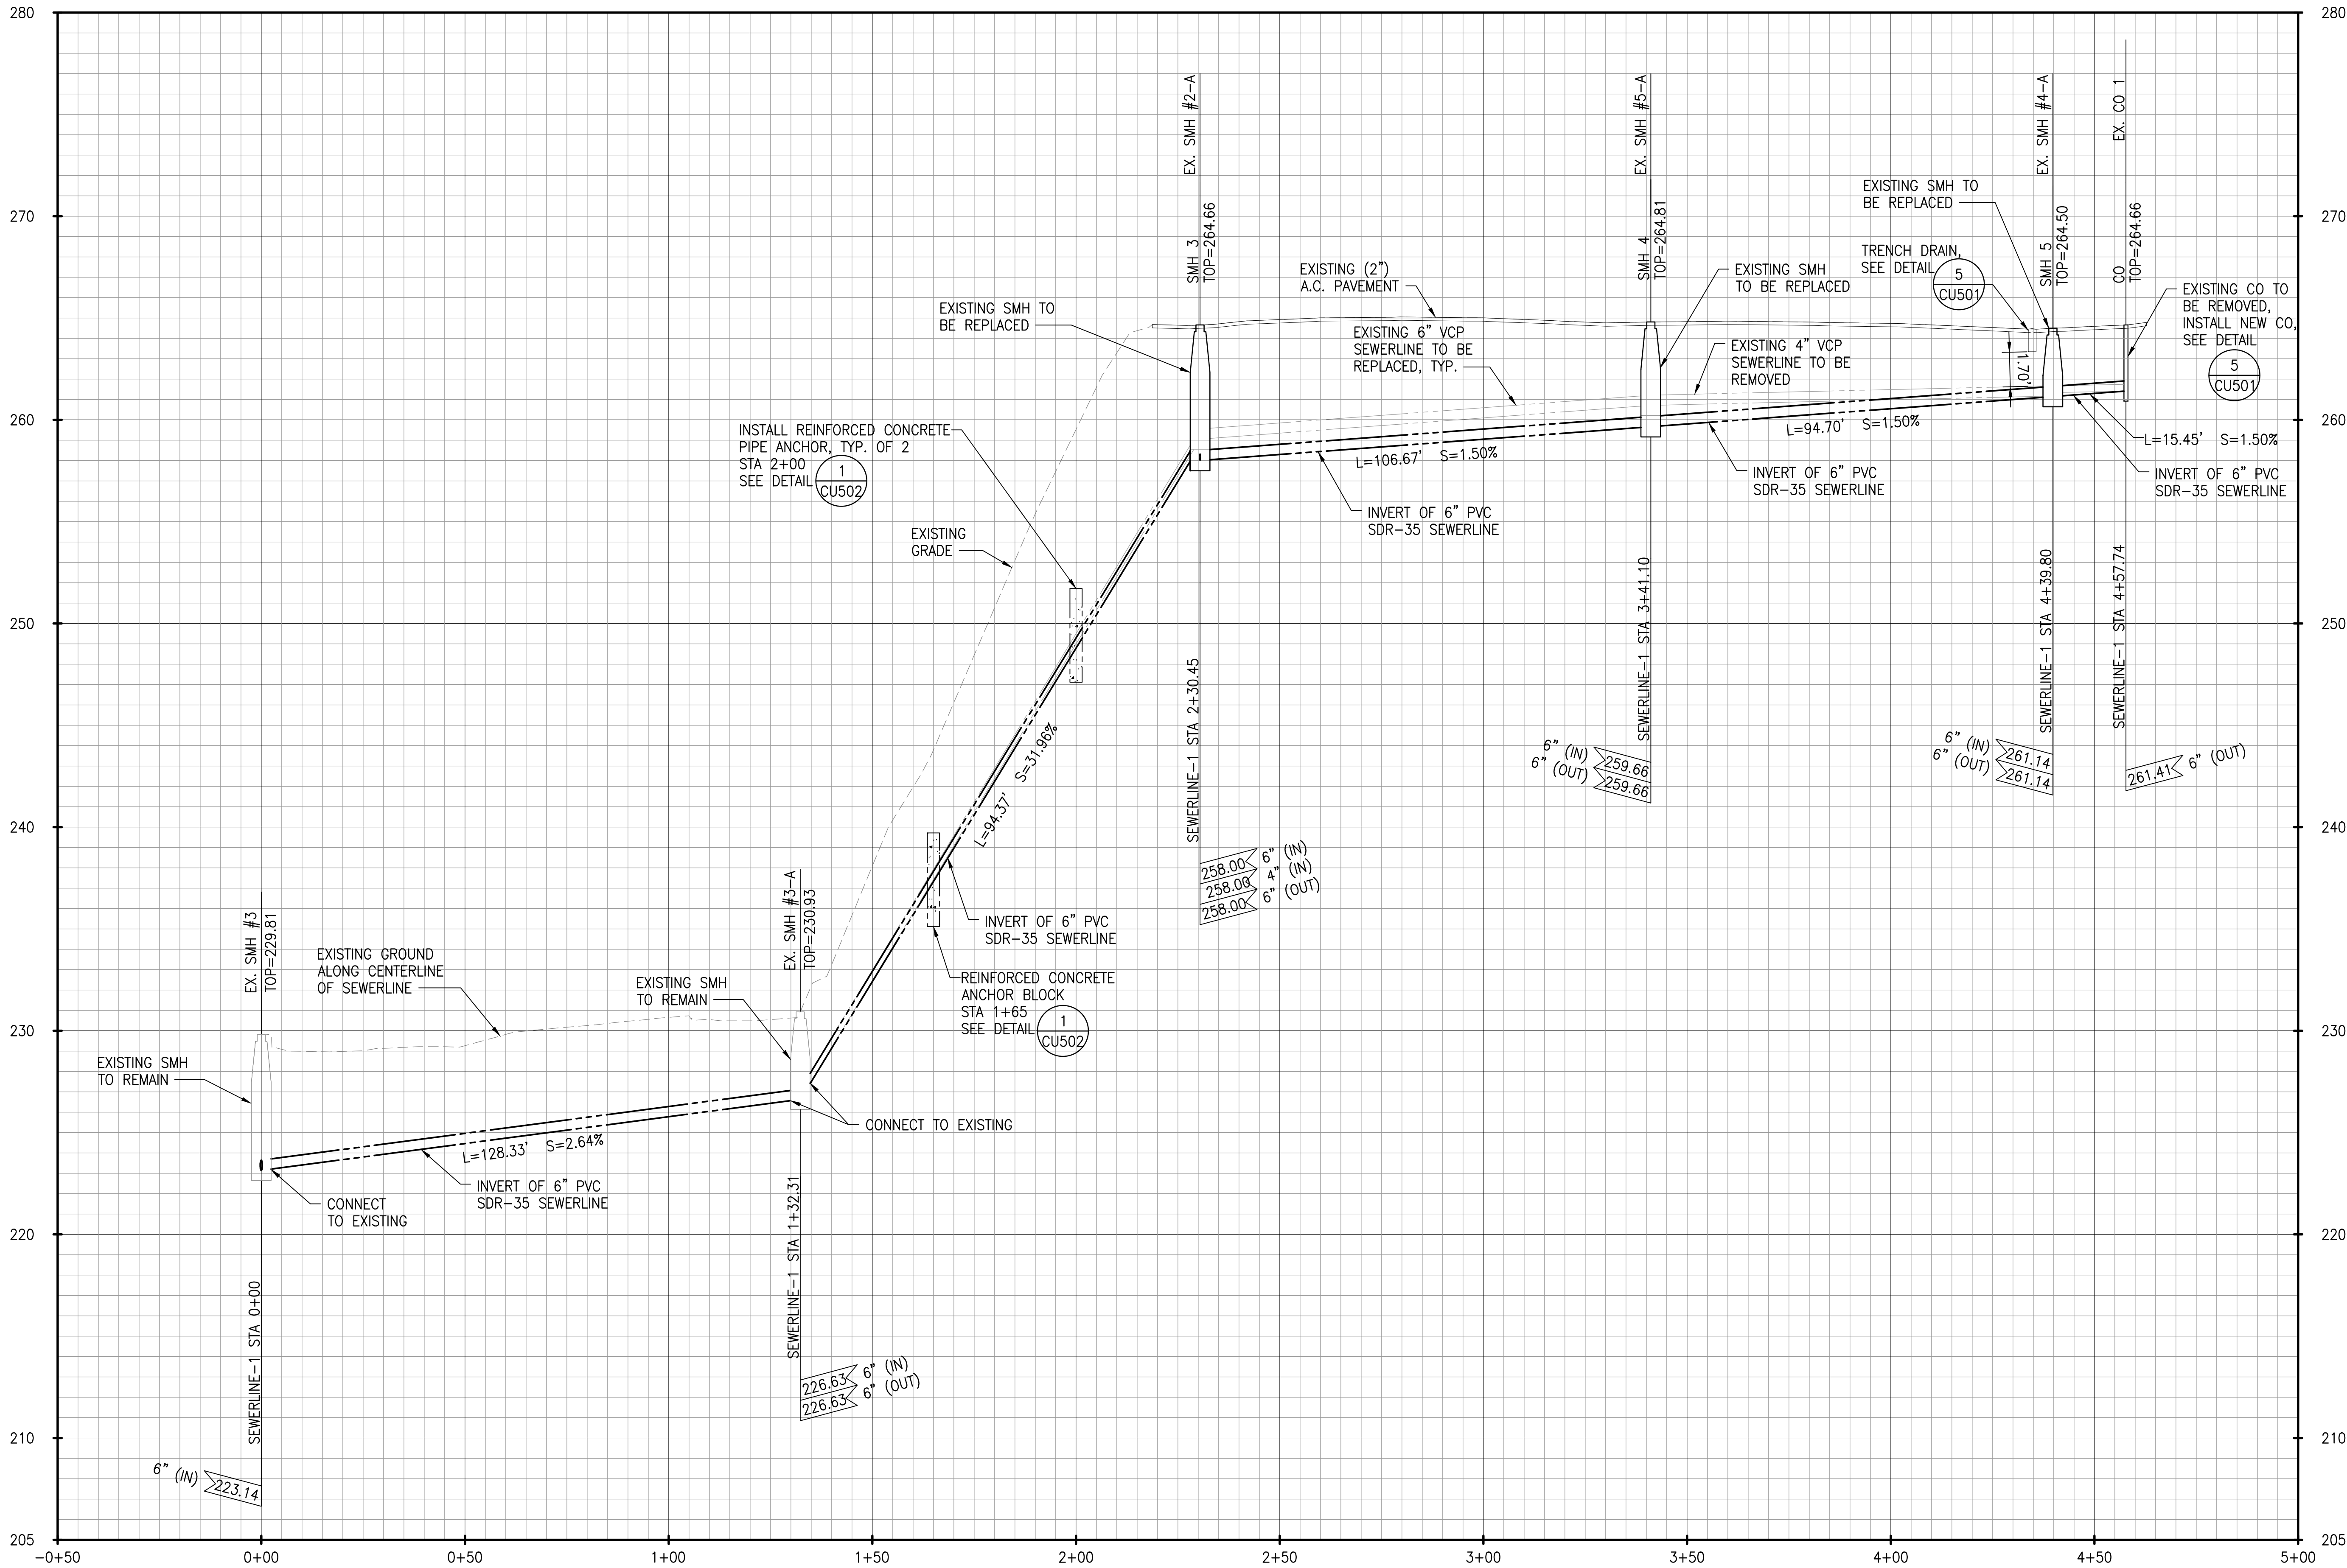 280
280
270
270
260
260
250
250
240
240
230
230
220
220
210
210
205
205
-0+50
0+00
0+50
1+00
1+50
2+00
2+50
3+00
3+50
4+00
4+50
5+00
EX. SMH #3
TOP=229.81
EXISTING SMH
TO REMAIN
EXISTING GROUND
ALONG CENTERLINE
OF SEWERLINE
CONNECT
TO EXISTING
L=128.33' S=2.64%
INVERT OF 6" PVC
SDR-35 SEWERLINE
SEWERLINE-1 STA 0+00
6" (IN)
223.14
EX. SMH #3-A
TOP=230.93
EXISTING SMH
TO REMAIN
CONNECT TO EXISTING
SEWERLINE-1 STA 1+32.31
226.63 6" (IN)
226.63 6" (OUT)
REINFORCED CONCRETE
ANCHOR BLOCK
STA 1+65
SEE DETAIL
1
CU502
INVERT OF 6" PVC
SDR-35 SEWERLINE
L=94.37' S=31.96%
EXISTING
GRADE
INSTALL REINFORCED CONCRETE
PIPE ANCHOR, TYP. OF 2
STA 2+00
SEE DETAIL
1
CU502
EX. SMH #2-A
SMH 3
TOP=264.66
EXISTING SMH TO
BE REPLACED
SEWERLINE-1 STA 2+30.45
258.00 6" (IN)
258.00 4" (IN)
258.00 6" (OUT)
EXISTING (2")
A.C. PAVEMENT
EXISTING 6" VCP
SEWERLINE TO BE
REPLACED, TYP.
L=106.67' S=1.50%
INVERT OF 6" PVC
SDR-35 SEWERLINE
EX. SMH #5-A
SMH 4
TOP=264.81
EXISTING SMH
TO BE REPLACED
EXISTING 4" VCP
SEWERLINE TO BE
REMOVED
SEWERLINE-1 STA 3+41.10
6" (IN) 259.66
6" (OUT) 259.66
L=94.70' S=1.50%
INVERT OF 6" PVC
SDR-35 SEWERLINE
EXISTING SMH TO
BE REPLACED
TRENCH DRAIN,
SEE DETAIL
5
CU501
1.70'
EX. SMH #4-A
SMH 5
TOP=264.50
SEWERLINE-1 STA 4+39.80
6" (IN) 261.14
6" (OUT) 261.14
EX. CO 1
CO
TOP=264.66
EXISTING CO TO
BE REMOVED,
INSTALL NEW CO,
SEE DETAIL
5
CU501
L=15.45' S=1.50%
INVERT OF 6" PVC
SDR-35 SEWERLINE
SEWERLINE-1 STA 4+57.74
261.41 6" (OUT)